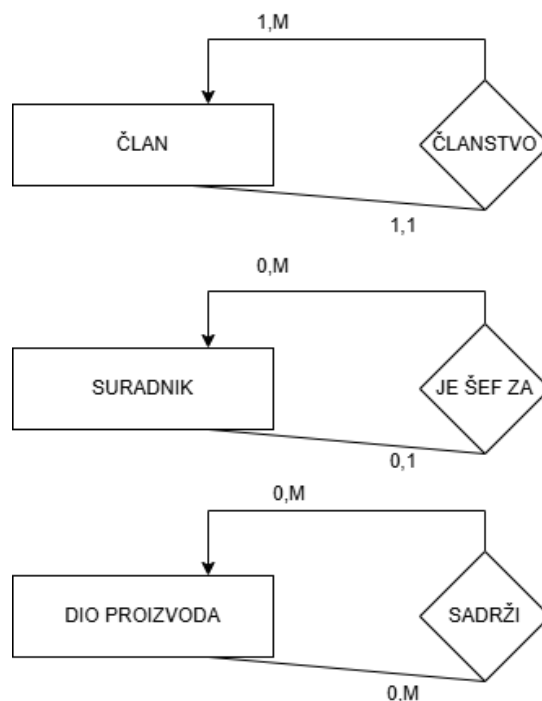 1,M
ČLAN
ČLANSTVO
1,1
0,M
SURADNIK
JE ŠEF ZA
0,1
0,M
DIO PROIZVODA
SADRŽI
0.M